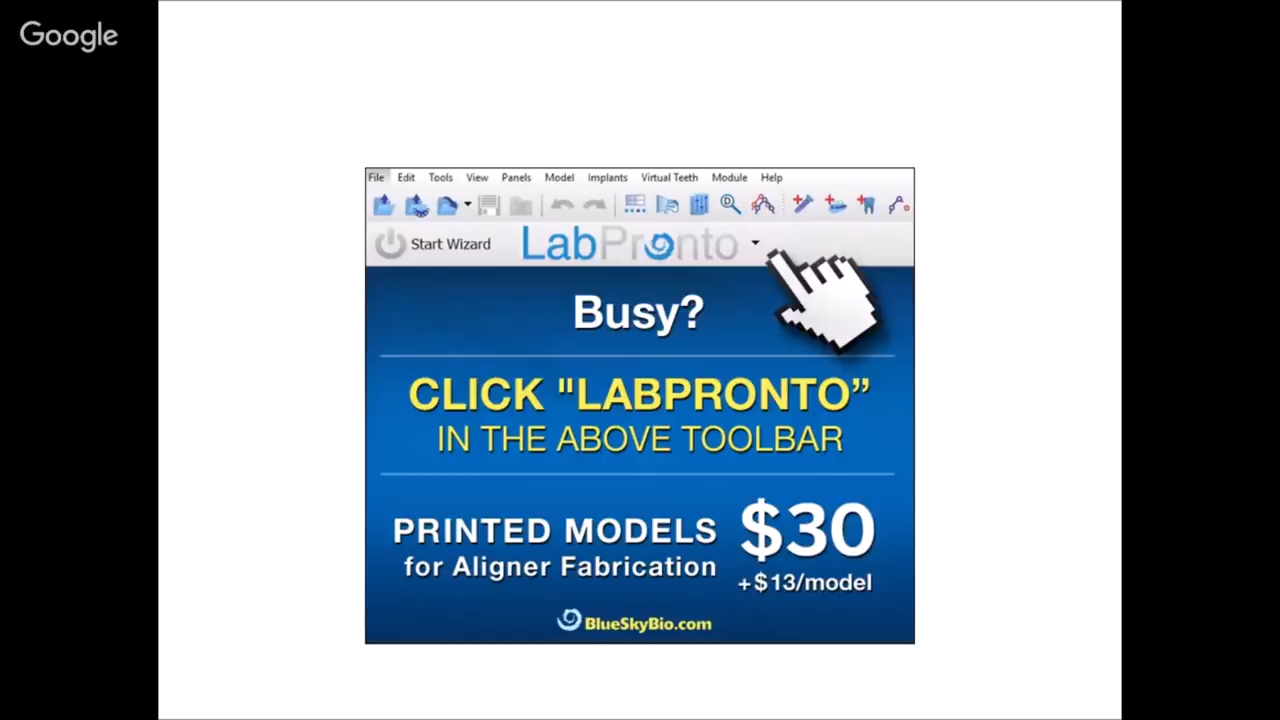 Google
File Edit Tools View Panels Model Implants Virtual Teeth Module Help
D
Start Wizard LabPronto
Busy?
CLICK "LABPRONTO”
IN THE ABOVE TOOLBAR
PRINTED MODELS $30
for Aligner Fabrication +$13/model
BlueSkyBio.com